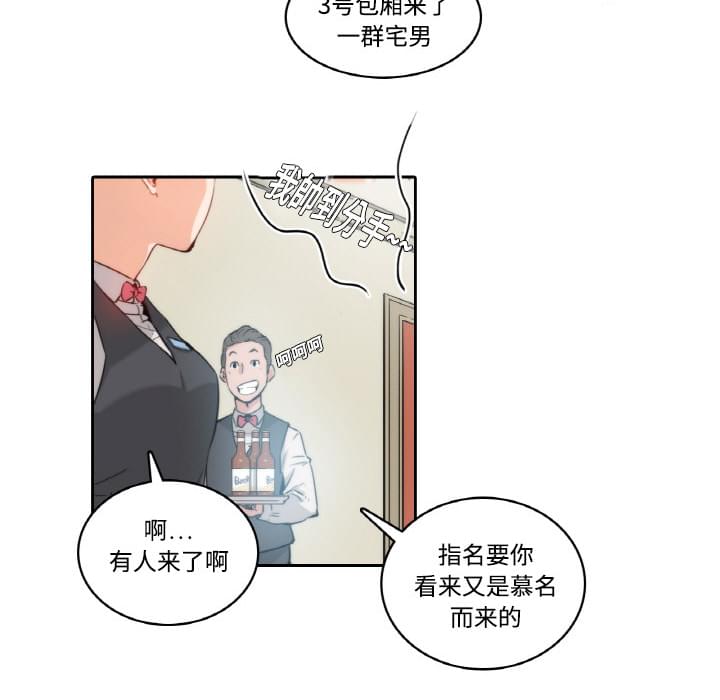 3号包厢来了
一群宅男
我帥到分手~~
呵呵呵
啊...
有人来了啊
指名要你
看来又是慕名
而来的